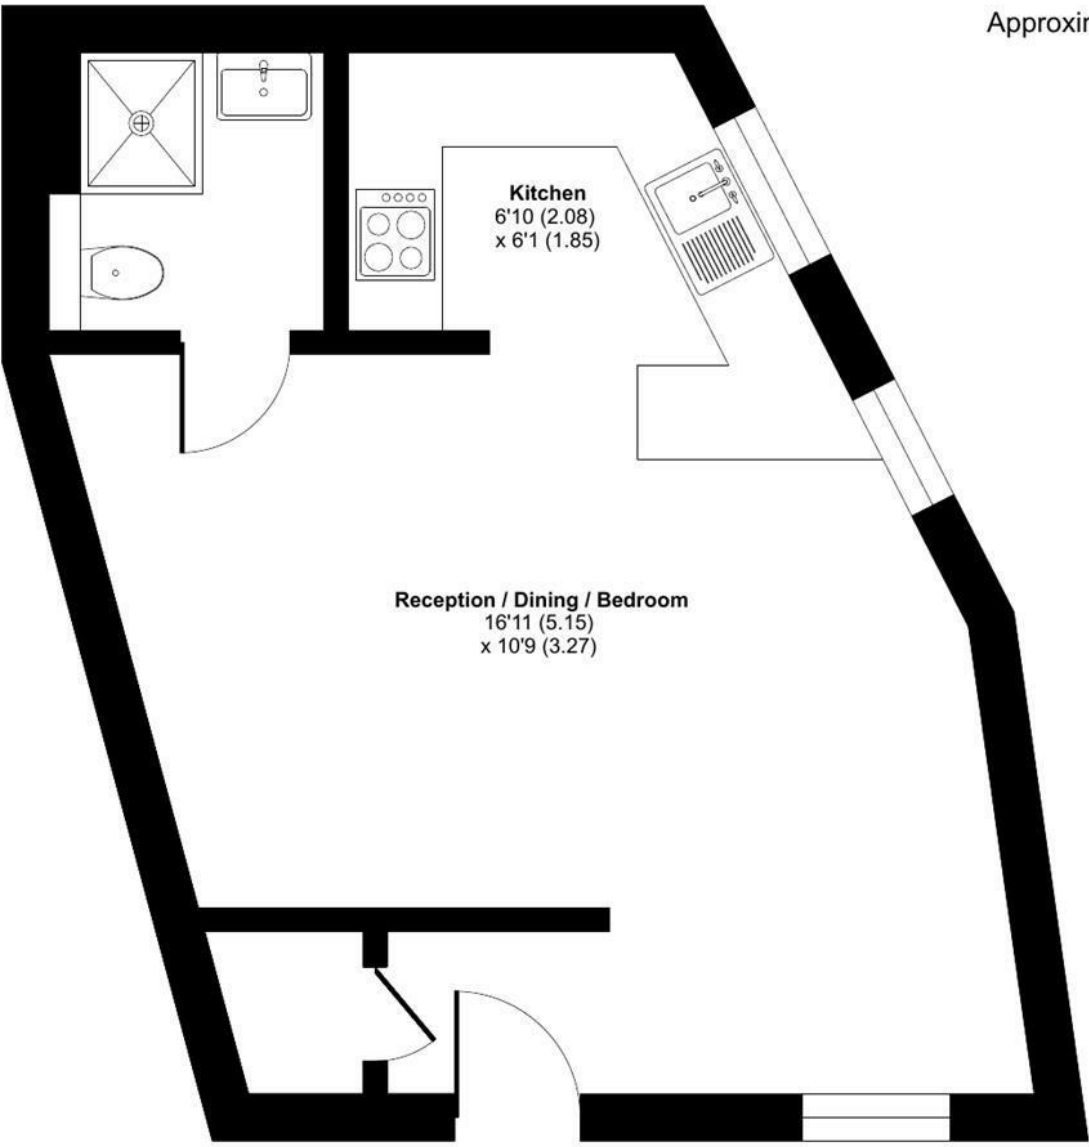 Approxin
Kitchen
6'10 (2.08)
x 6'1 (1.85)
Reception / Dining / Bedroom
16'11 (5.15)
x 10'9 (3.27)